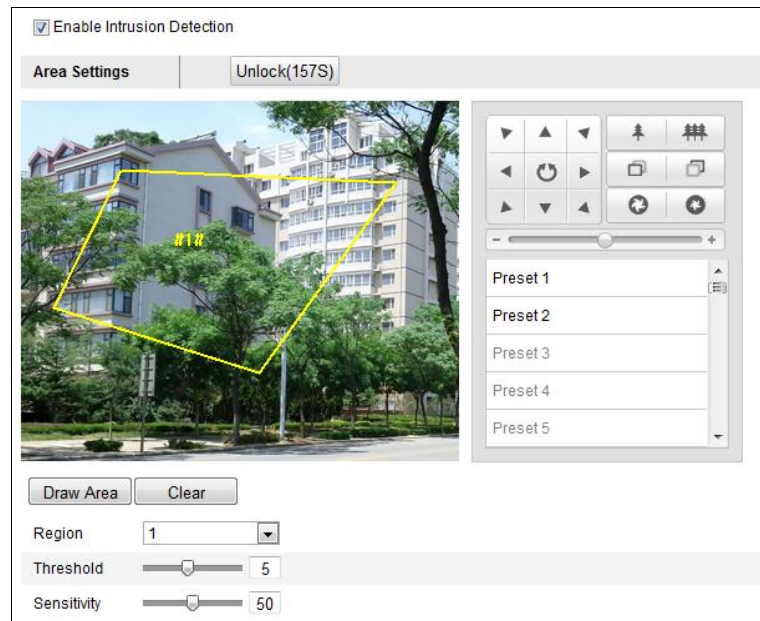 Enable Intrusion Detection
Area Settings
Unlock(157S)
#1#
Preset 1
Preset 2
Preset 3
Preset 4
Preset 5
Draw Area
Clear
Region 1
Threshold 5
Sensitivity 50